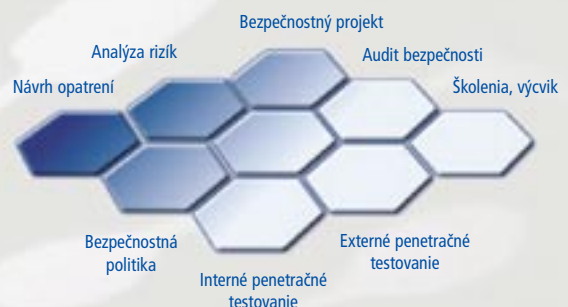 Bezpečnostný projekt
Analýza rizík
Audit bezpečnosti
Návrh opatrení
Školenia, výcvik
Bezpečnostná
politika
Externé penetračné
testovanie
Interné penetračné
testovanie